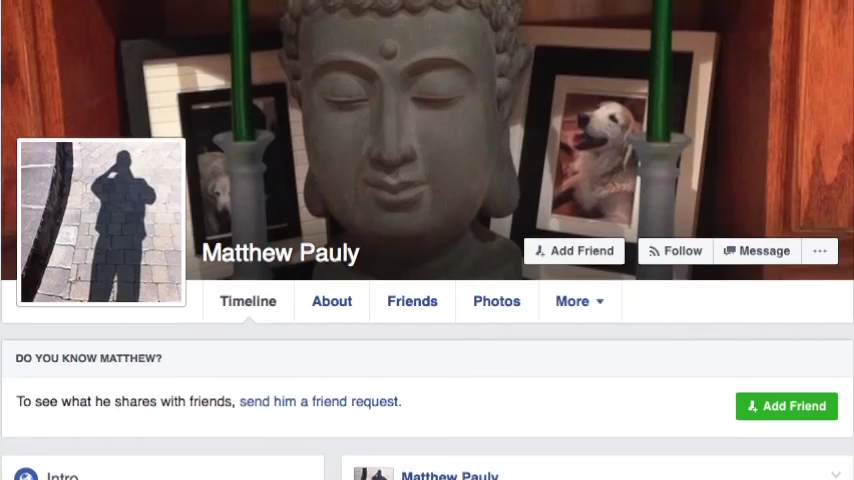 Matthew Pauly
Add Friend
Follow
Message
Timeline
About
Friends
Photos
More
DO YOU KNOW MATTHEW?
To see what he shares with friends, send him a friend request.
Add Friend
Intro
Matthew Pauly